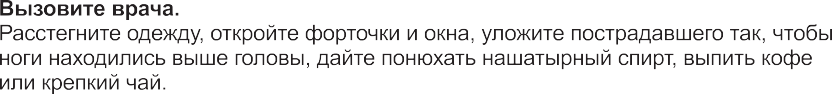 Вызовите врача.
Расстегните одежду, откройте форточки и окна, уложите пострадавшего так, чтобы
ноги находились выше головы, дайте понюхать нашатырный спирт, выпить кофе
или крепкий чай.